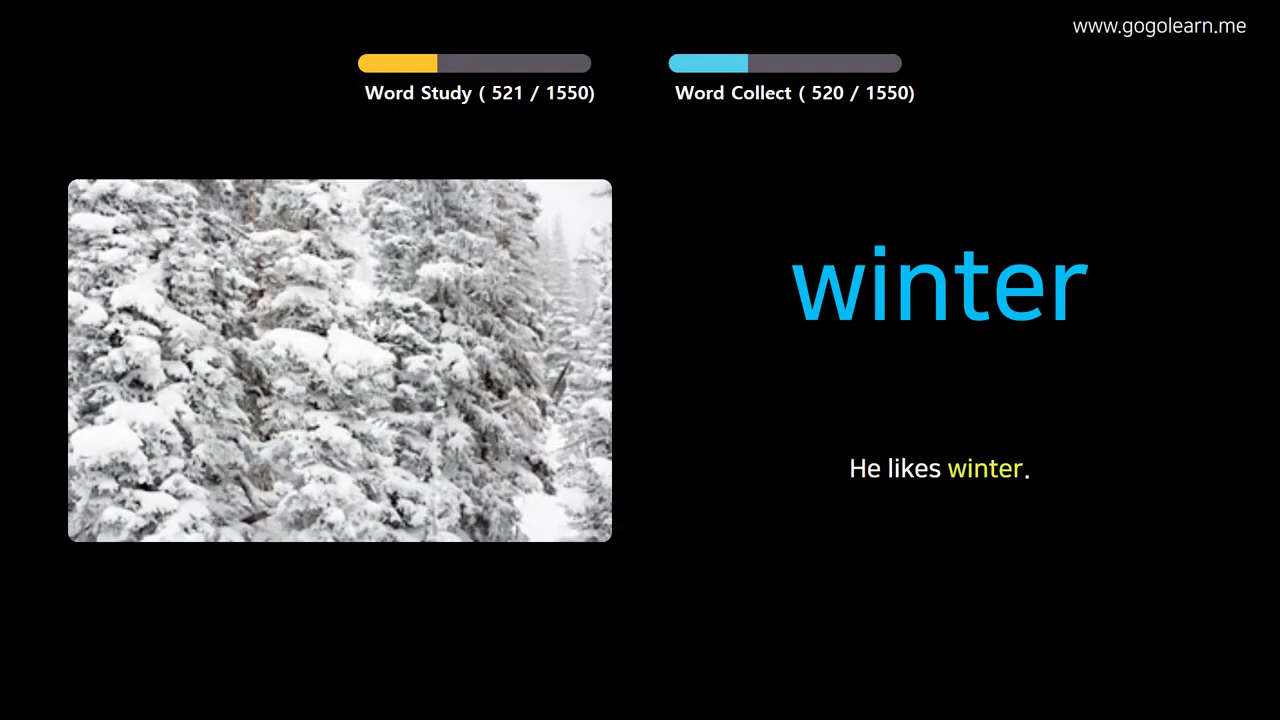 www.gogolearn.me
Word Study ( 521 / 1550)
Word Collect ( 520 / 1550)
winter
He likes winter.